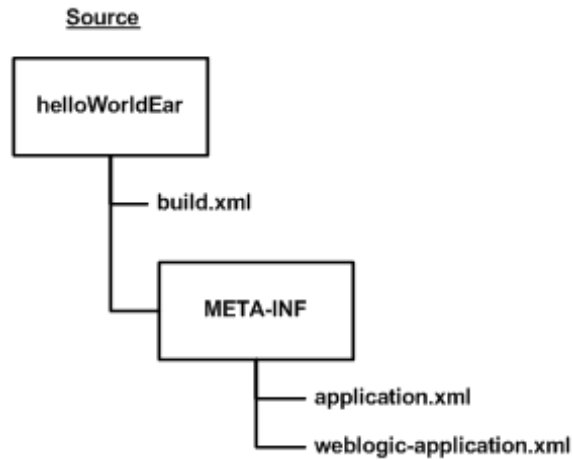 Source
helloWorldEar
build.xml
META-INF
application.xml
weblogic-application.xml